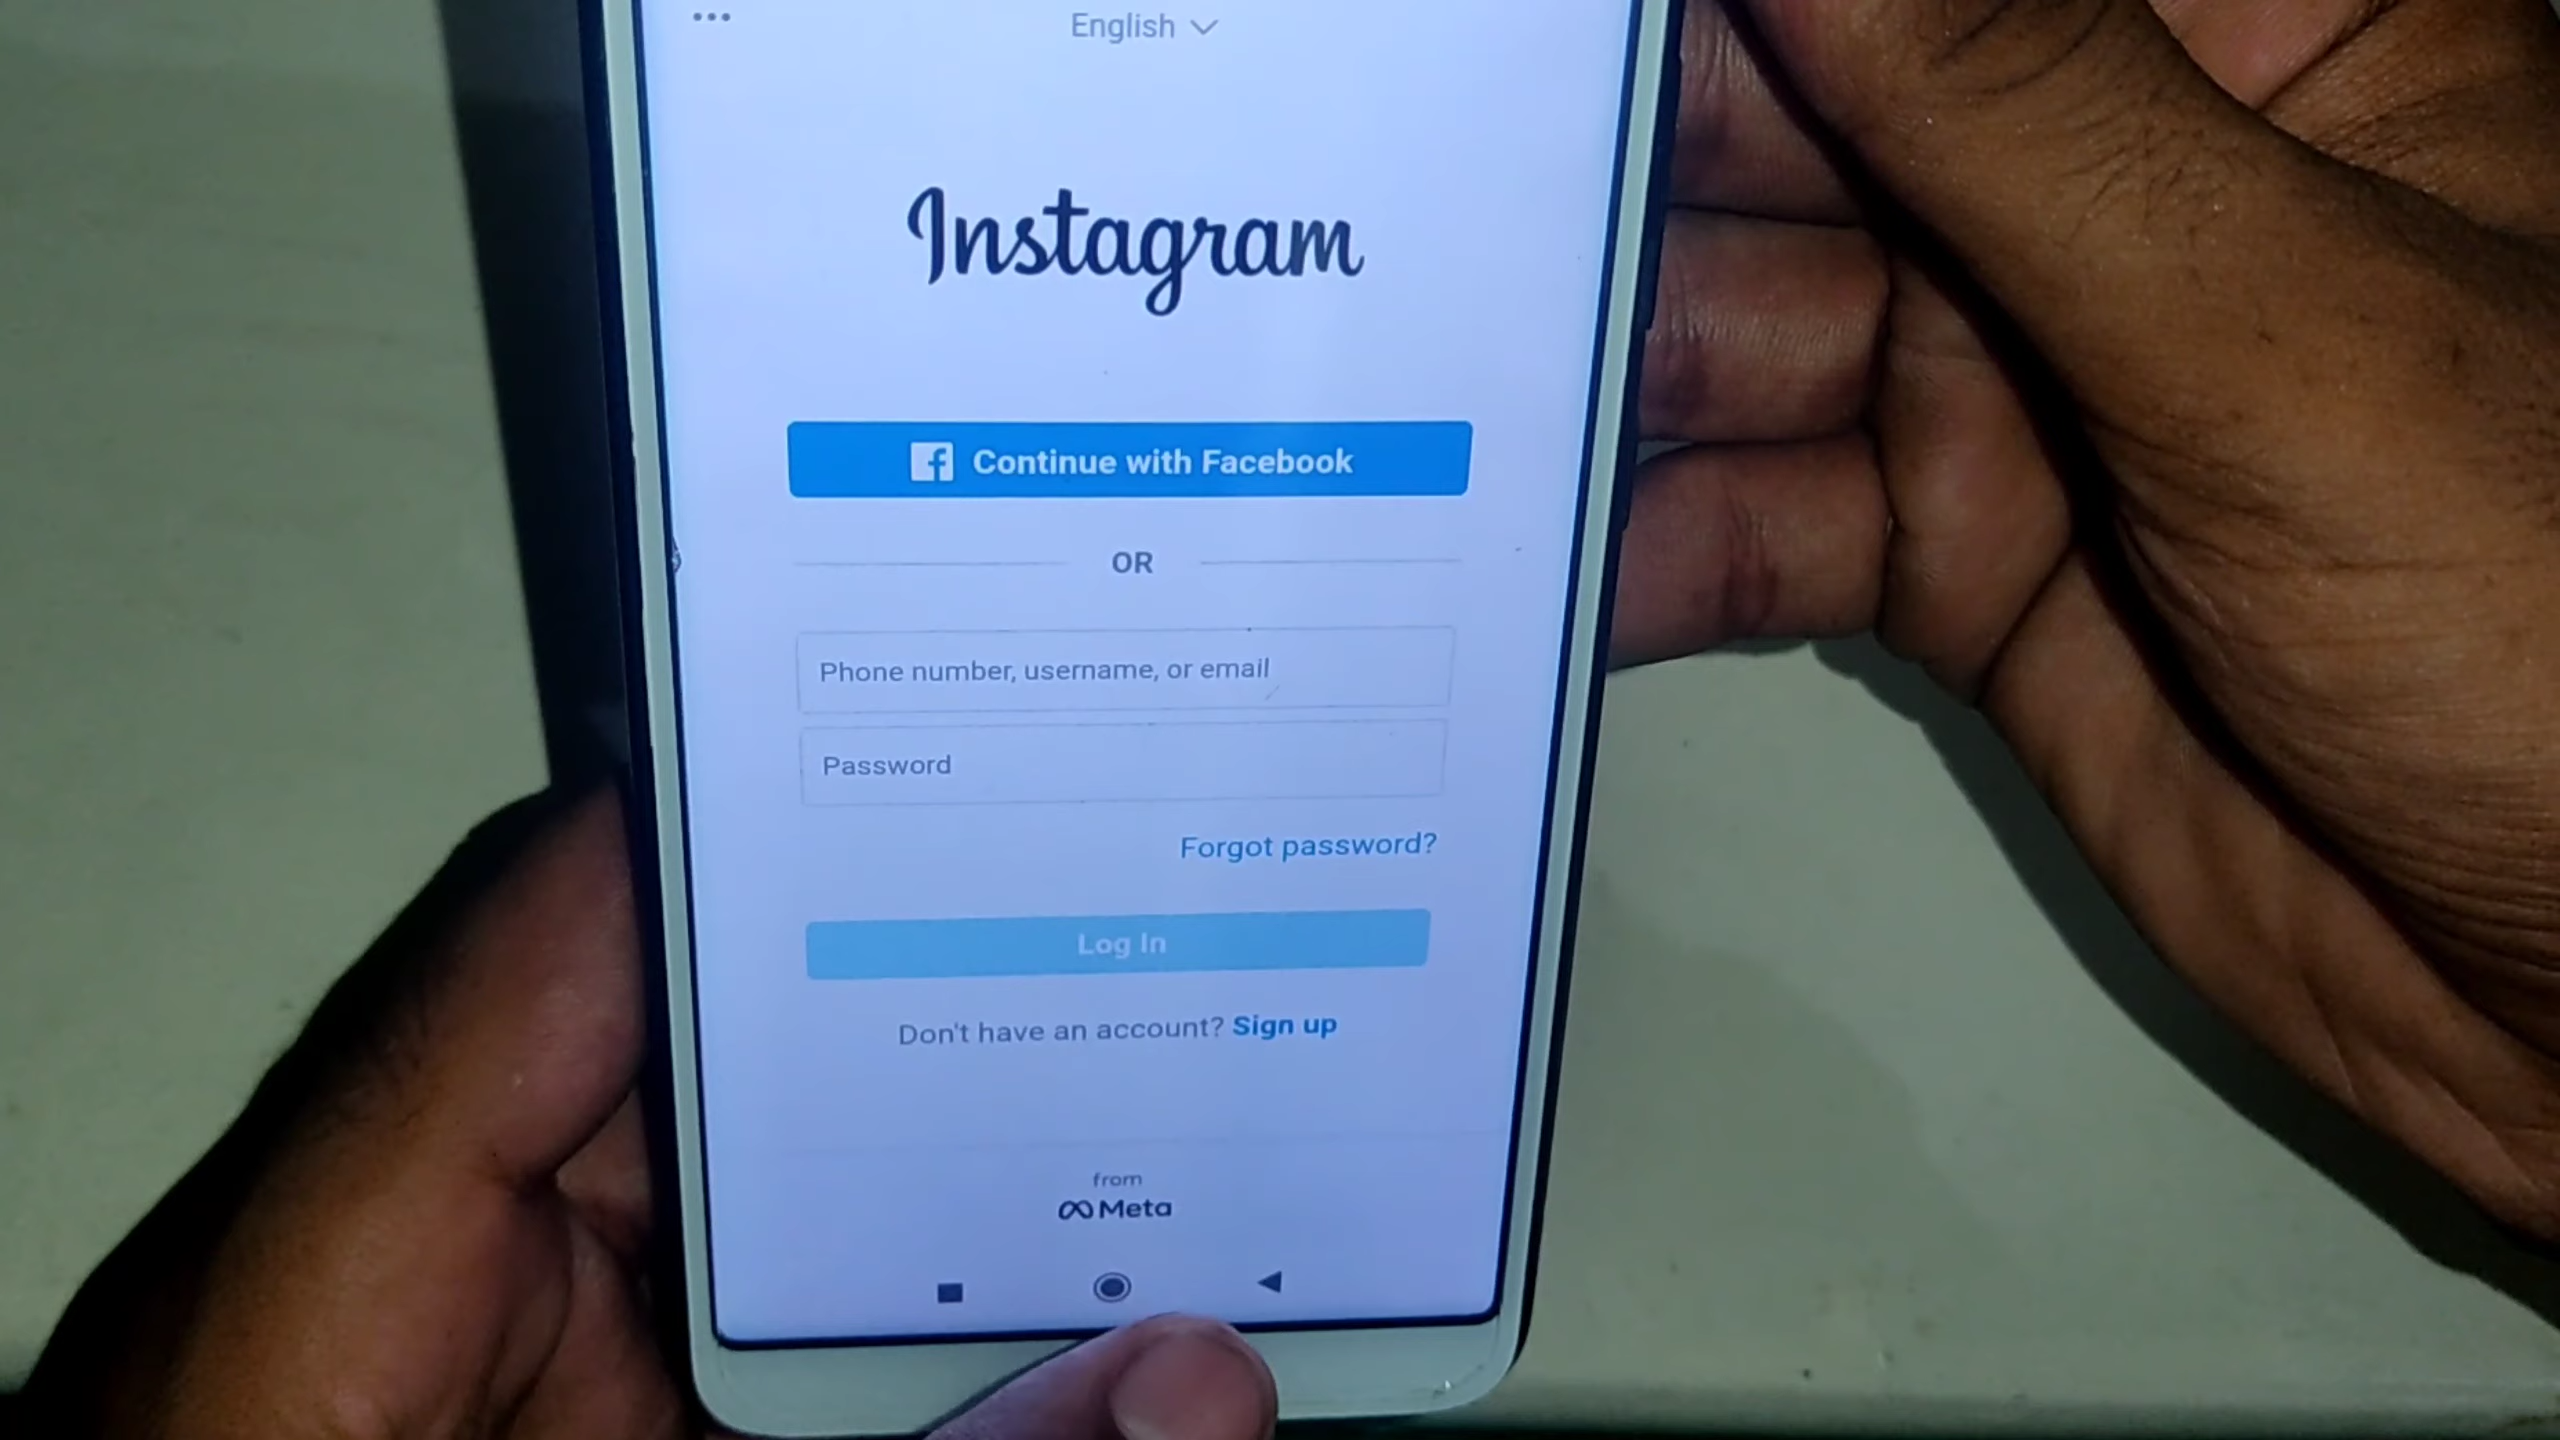 English
Instagram
Continue with Facebook
OR
Phone number, username, or email
Password
Forgot password?
Log In
Don't have an account? Sign up
from
Meta